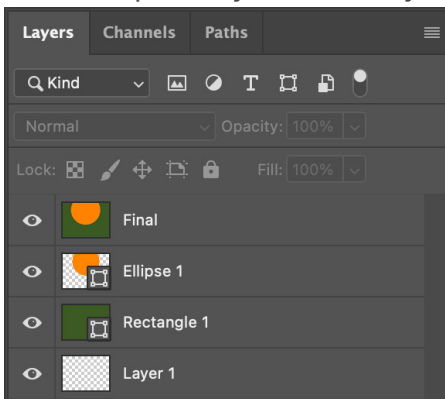 Layers Channels Paths
Kind T
Normal Opacity: 100%
Lock: Fill: 100%
Final
Ellipse 1
Rectangle 1
Layer 1